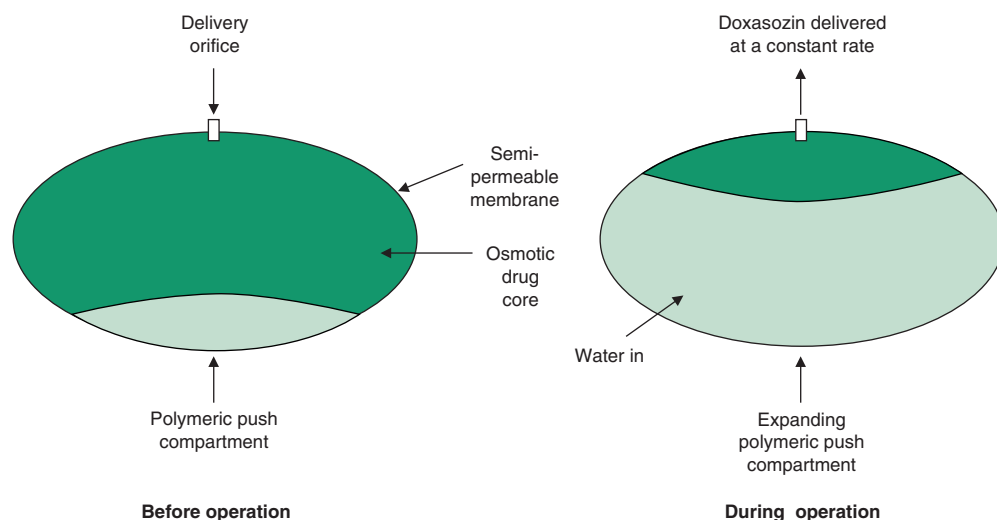 Delivery
orifice
Semi-
permeable
membrane
Osmotic
drug
core
Polymeric push
compartment
Before operation
Doxasozin delivered
at a constant rate
Water in
Expanding
polymeric push
compartment
During operation